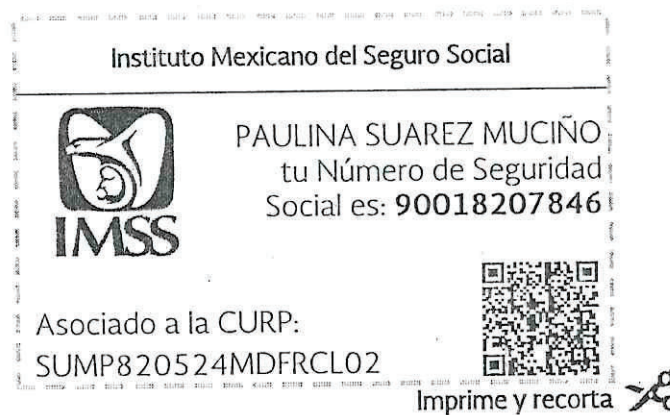 Instituto Mexicano del Seguro Social
PAULINA SUAREZ MUCIÑO
tu Número de Seguridad
Social es: 90018207846
IMSS
Asociado a la CURP:
SUMP820524MDFRCL02
Imprime y recorta